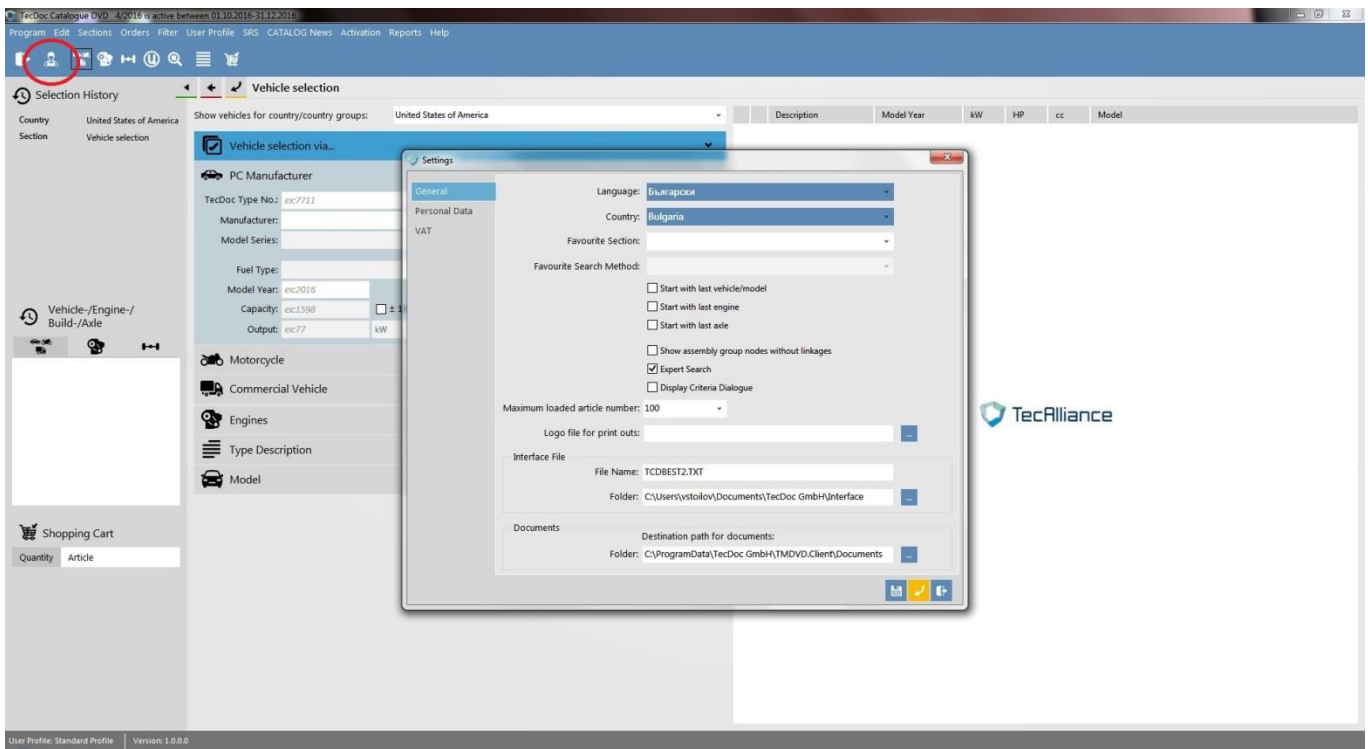 TecDoc Catalogue DVD 4/2016 is active between 01.10.2016-31.12.2016
Program Edit Sections Orders Filter User Profile SRS CATALOG News Activation Reports Help
Selection History
Country United States of America
Section Vehicle selection
Vehicle-/Engine-/
Build-/Axle
Shopping Cart
Quantity Article
Vehicle selection
Show vehicles for country/country groups: United States of America
Vehicle selection via...
PC Manufacturer
TecDoc Type No.: ex:7711
Manufacturer:
Model Series:
Fuel Type:
Model Year: ex:2016
Capacity: ex:1598 ± 1
Output: ex:77 kW
Motorcycle
Commercial Vehicle
Engines
Type Description
Model
Description Model Year kW HP cc Model
TecAlliance
Settings
General
Personal Data
VAT
Language: Български
Country: Bulgaria
Favourite Section:
Favourite Search Method:
Start with last vehicle/model
Start with last engine
Start with last axle
Show assembly group nodes without linkages
Expert Search
Display Criteria Dialogue
Maximum loaded article number: 100
Logo file for print outs:
...
Interface File
File Name: TCDBEST2.TXT
Folder: C:\Users\vstoilov\Documents\TecDoc GmbH\Interface
...
Documents
Destination path for documents:
Folder: C:\ProgramData\TecDoc GmbH\TMDVD.Client\Documents
...
User Profile: Standard Profile Version: 1.0.0.0